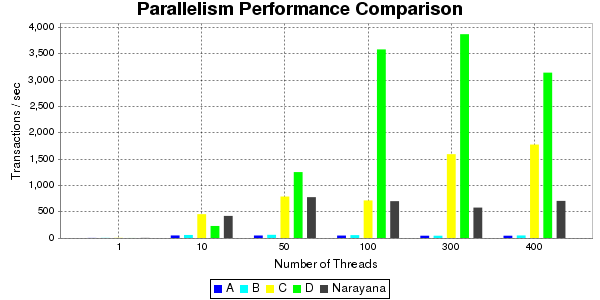 Parallelism Performance Comparison
Transactions / sec
4,000
3,500
3,000
2,500
2,000
1,500
1,000
500
0
1 10 50 100 300 400
Number of Threads
A B C D Narayana